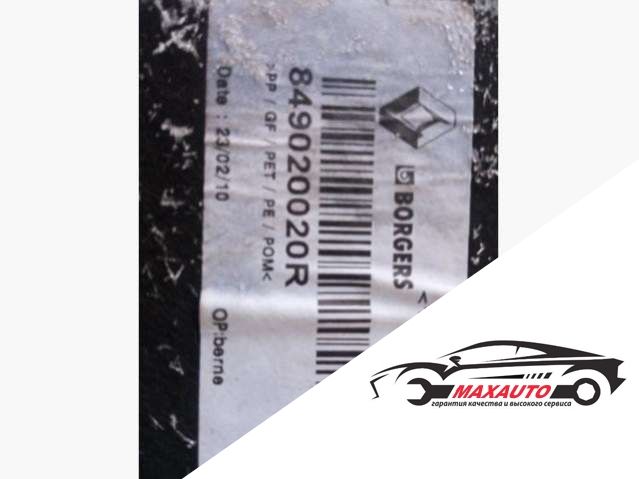 BORGERS
849020020R
>PP / GF / PET / PE / POM<
Date : 23/02/10
OP:berne
MAXAUTO
гарантия качества и высокого сервиса